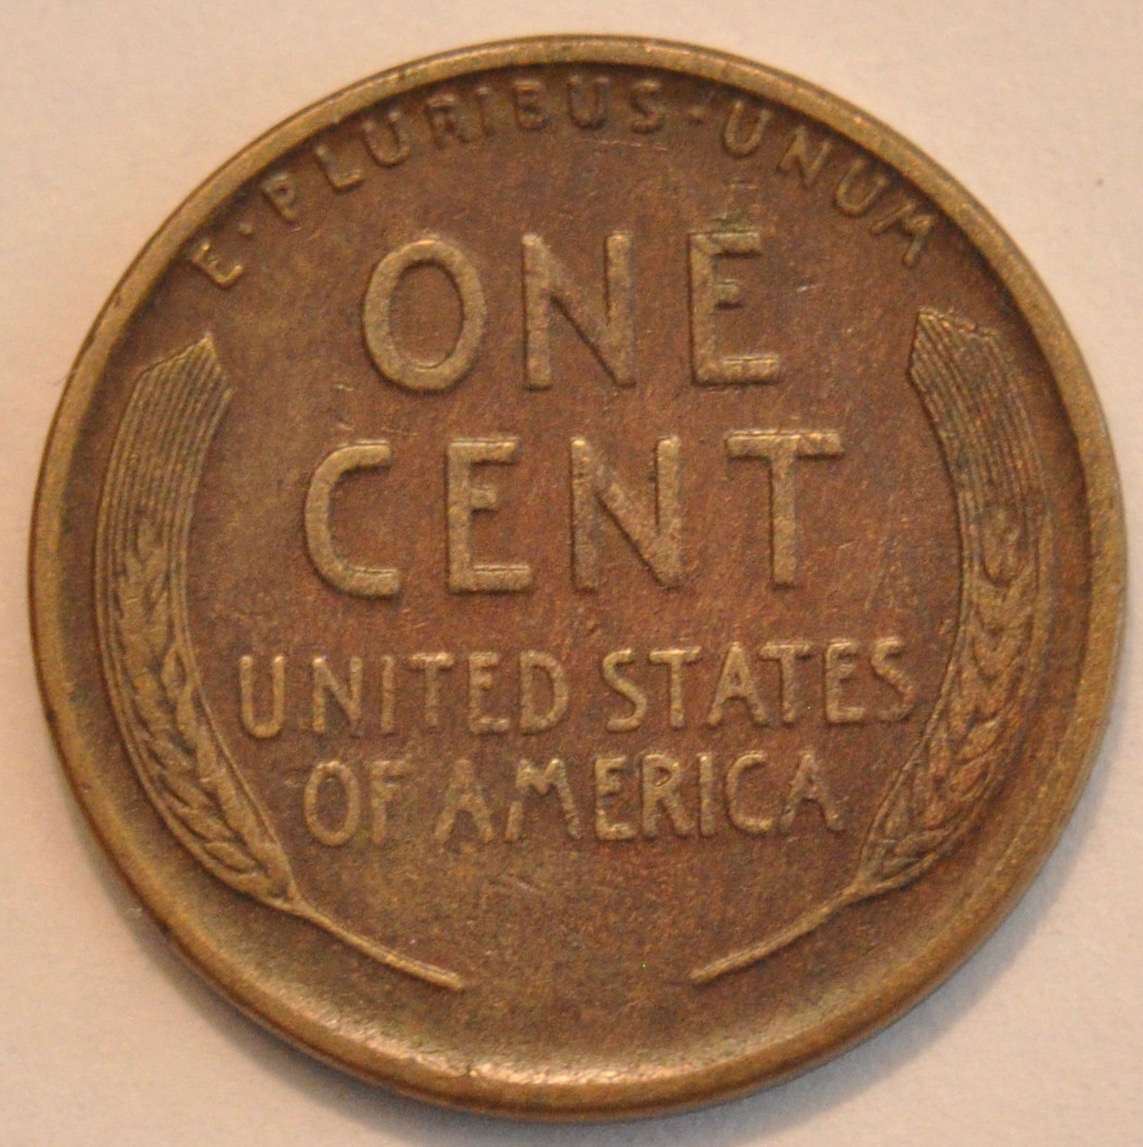 E·PLURIBUS·UNUM
ONE
CENT
UNITED STATES
OF AMERICA